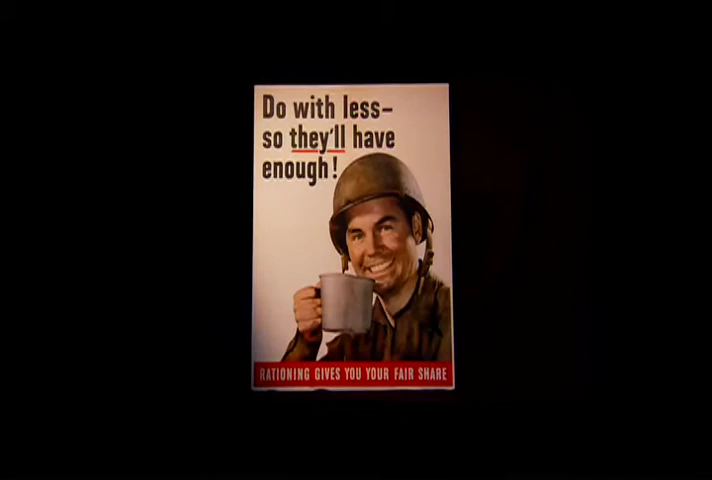 Do with less–
so they'll have
enough!
RATIONING GIVES YOU YOUR FAIR SHARE